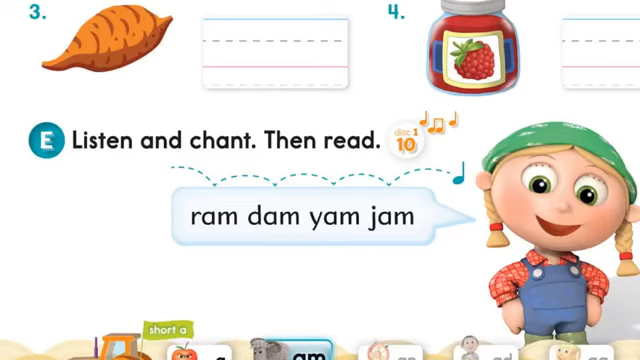 3.
4.
E Listen and chant. Then read.
disc 1
10
ram dam yam jam
short a
a
am